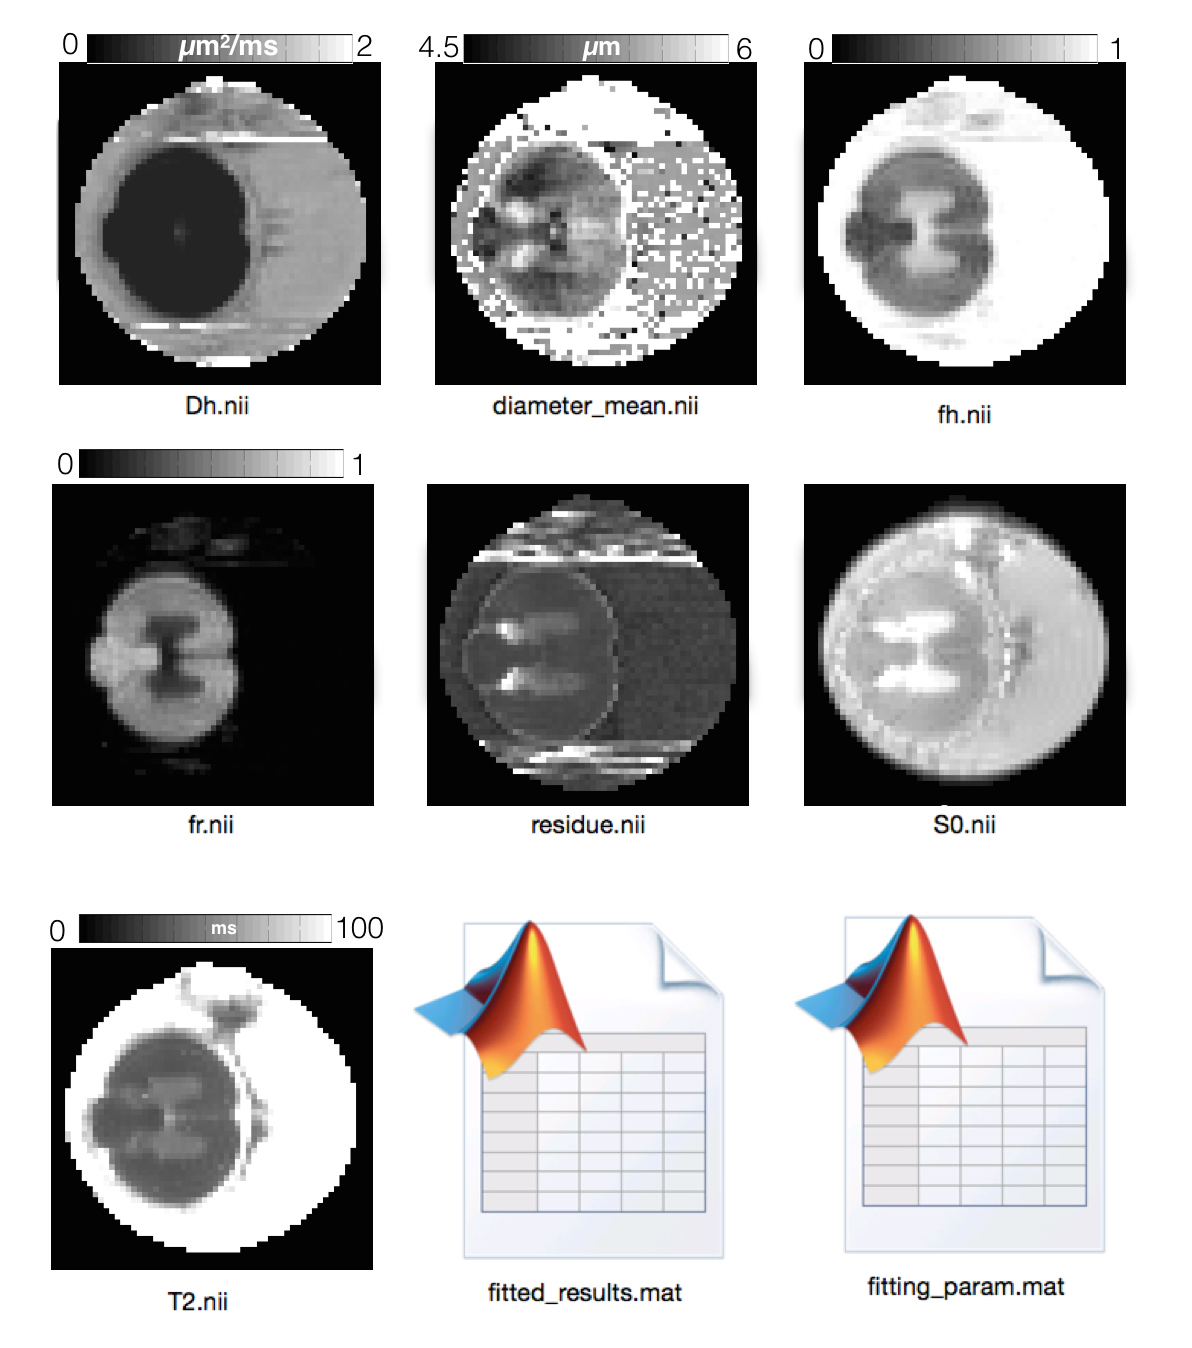 0 µm²/ms 2
4.5 µm 6
0 1
Dh.nii
diameter_mean.nii
fh.nii
0 1
fr.nii
residue.nii
S0.nii
0 ms 100
T2.nii
fitted_results.mat
fitting_param.mat